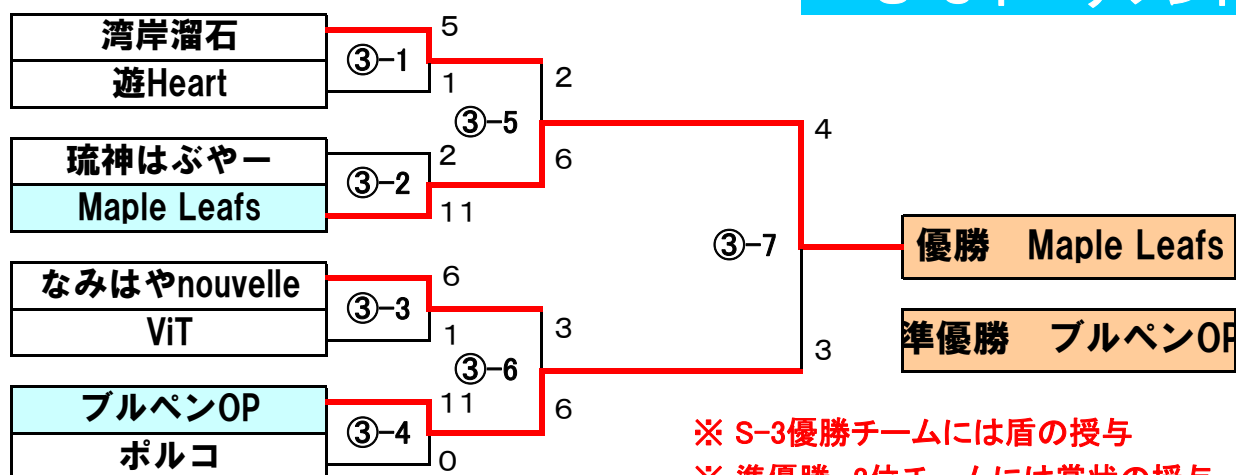 湾岸溜石
遊Heart
③-1
5
1
琉神はぶやー
Maple Leafs
③-2
2
11
③-5
2
6
なみはやnouvelle
ViT
③-3
6
1
ブルペンOP
ポルコ
③-4
11
0
③-6
3
6
③-7
4
3
優勝 Maple Leafs
準優勝 ブルペンOP
※ S-3優勝チームには盾の授与